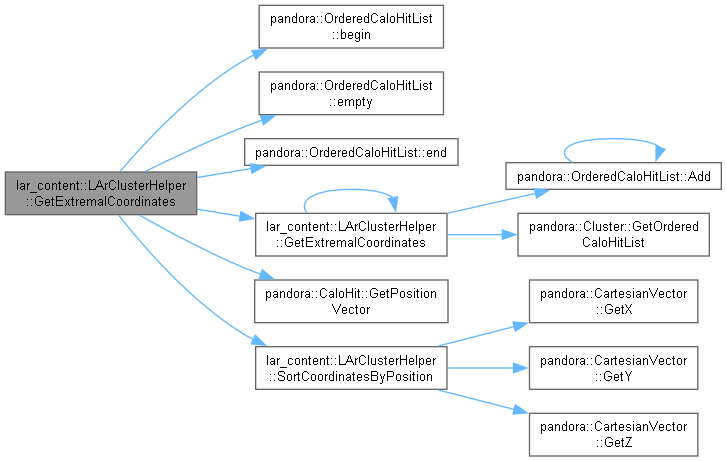 lar_content::LArClusterHelper
::GetExtremalCoordinates
pandora::OrderedCaloHitList
::begin
pandora::OrderedCaloHitList
::empty
pandora::OrderedCaloHitList::end
lar_content::LArClusterHelper
::GetExtremalCoordinates
pandora::CaloHit::GetPosition
Vector
lar_content::LArClusterHelper
::SortCoordinatesByPosition
pandora::OrderedCaloHitList::Add
pandora::Cluster::GetOrdered
CaloHitList
pandora::CartesianVector
::GetX
pandora::CartesianVector
::GetY
pandora::CartesianVector
::GetZ